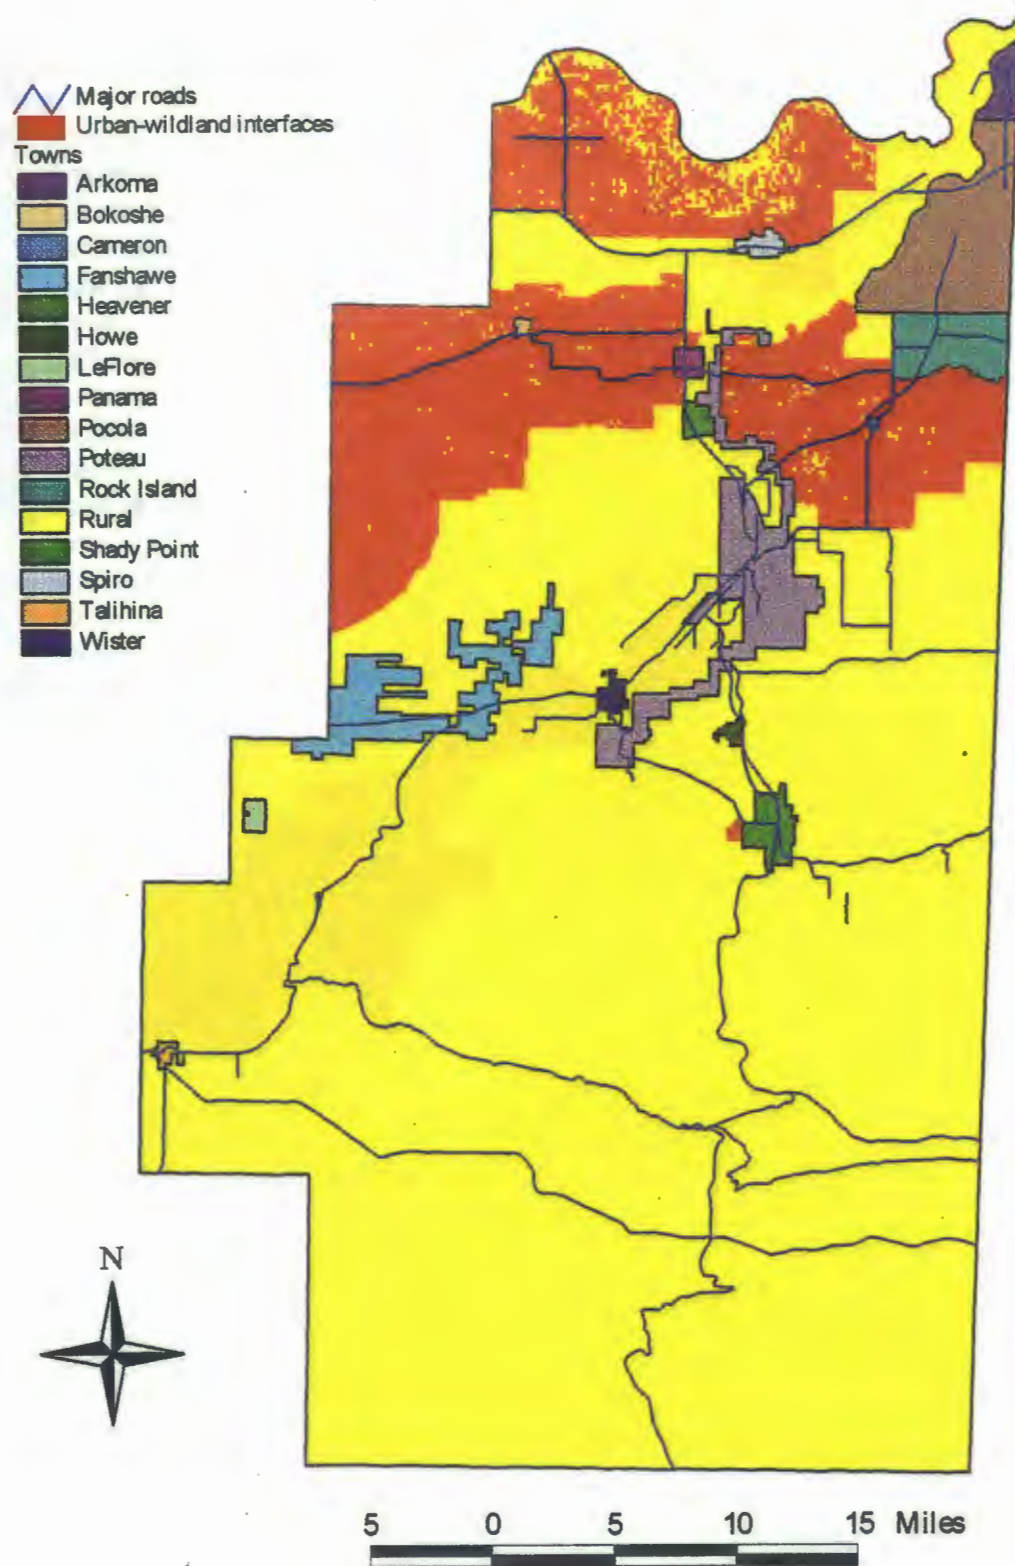 Major roads
Urban-wildland interfaces
Towns
Arkoma
Bokoshe
Cameron
Fanshawe
Heavener
Howe
LeFlore
Panama
Pocola
Poteau
Rock Island
Rural
Shady Point
Spiro
Talihina
Wister
N
5 0 5 10 15 Miles